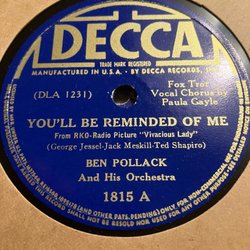 DECCA
TRADE MARK REGISTERED
MANUFACTURED IN U.S.A. BY DECCA RECORDS, INC.
Fox Trot
(DLA 1231)
Vocal Chorus by
Paula Gayle
YOU'LL BE REMINDED OF ME
From RKO-Radio Picture "Vivacious Lady"
(George Jessel-Jack Meskill-Ted Shapiro)
BEN POLLACK
And His Orchestra
1815 A